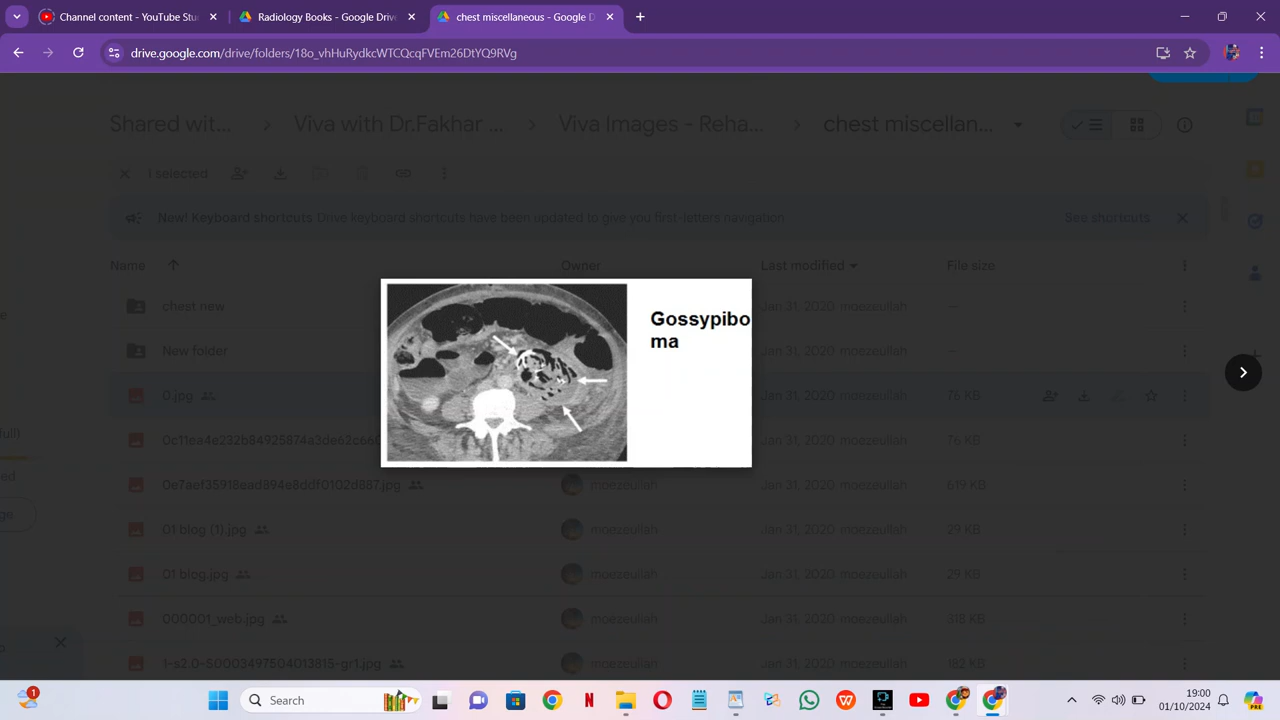 Channel content - YouTube Stu
Radiology Books - Google Drive
chest miscellaneous - Google D
drive.google.com/drive/folders/18o_vhHuRydkcWTCQcqFVEm26DtYQ9RVg
Shared wit... Viva with Dr.Fakhar ... Viva Images - Reha... chest miscellan...
1 selected
New! Keyboard shortcuts Drive keyboard shortcuts have been updated to give you first-letters navigation See shortcuts
Name Owner Last modified File size
chest new Jan 31, 2020 moezeullah –
New folder Jan 31, 2020 moezeullah –
0.jpg Jan 31, 2020 moezeullah 76 KB
0c11ea4e232b84925874a3de62c660 Jan 31, 2020 moezeullah 76 KB
0e7aef35918ead894e8ddf0102d887.jpg moezeullah Jan 31, 2020 moezeullah 619 KB
01 blog (1).jpg moezeullah Jan 31, 2020 moezeullah 29 KB
01 blog.jpg moezeullah Jan 31, 2020 moezeullah 29 KB
000001_web.jpg moezeullah Jan 31, 2020 moezeullah 318 KB
1-s2.0-S0003497504013815-gr1.jpg moezeullah Jan 31, 2020 moezeullah 182 KB
Gossypibo
ma
full)
1
Search
19:00
01/10/2024
PRE